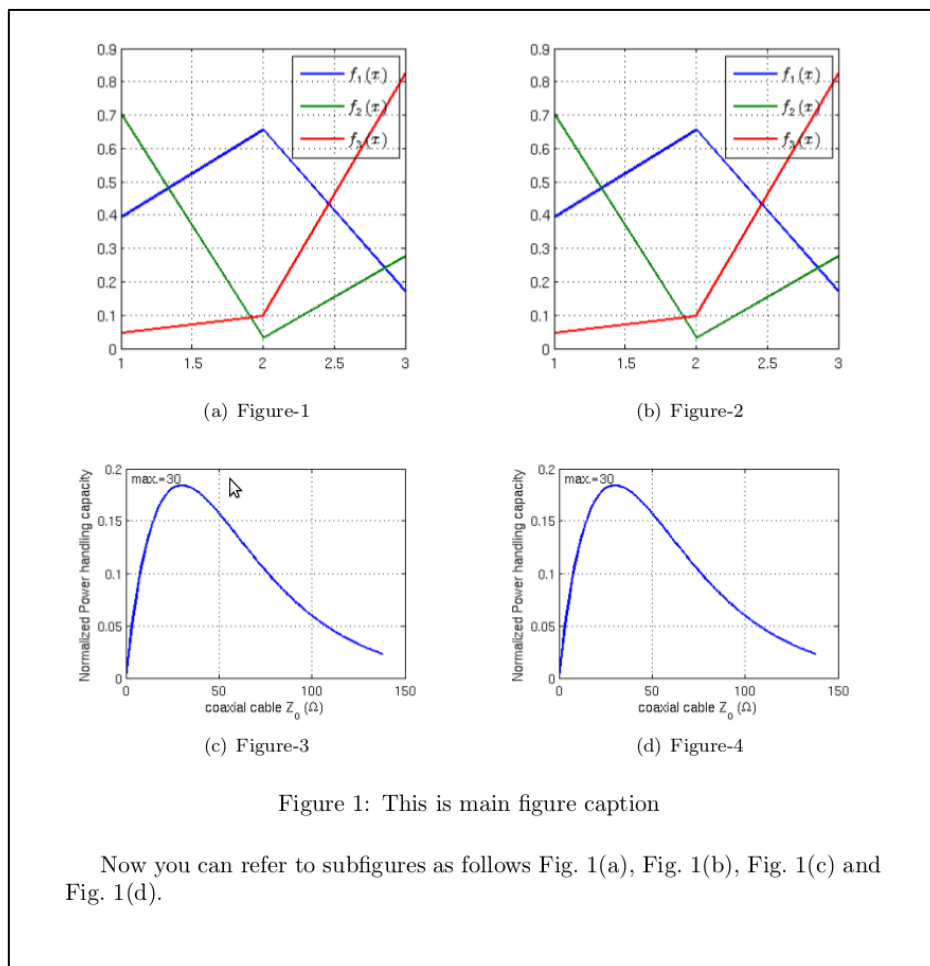 0.9
0.8
0.7
0.6
0.5
0.4
0.3
0.2
0.1
0
1 1.5 2 2.5 3
f₁(x)
f₂(x)
f₃(x)
(a) Figure-1
0.9
0.8
0.7
0.6
0.5
0.4
0.3
0.2
0.1
0
1 1.5 2 2.5 3
f₁(x)
f₂(x)
f₃(x)
(b) Figure-2
Normalized Power handling capacity
0.2
0.15
0.1
0.05
0
max.=30
0 50 100 150
coaxial cable Z₀ (Ω)
(c) Figure-3
Normalized Power handling capacity
0.2
0.15
0.1
0.05
0
max.=30
0 50 100 150
coaxial cable Z₀ (Ω)
(d) Figure-4
Figure 1: This is main figure caption
Now you can refer to subfigures as follows Fig. 1(a), Fig. 1(b), Fig. 1(c) and
Fig. 1(d).